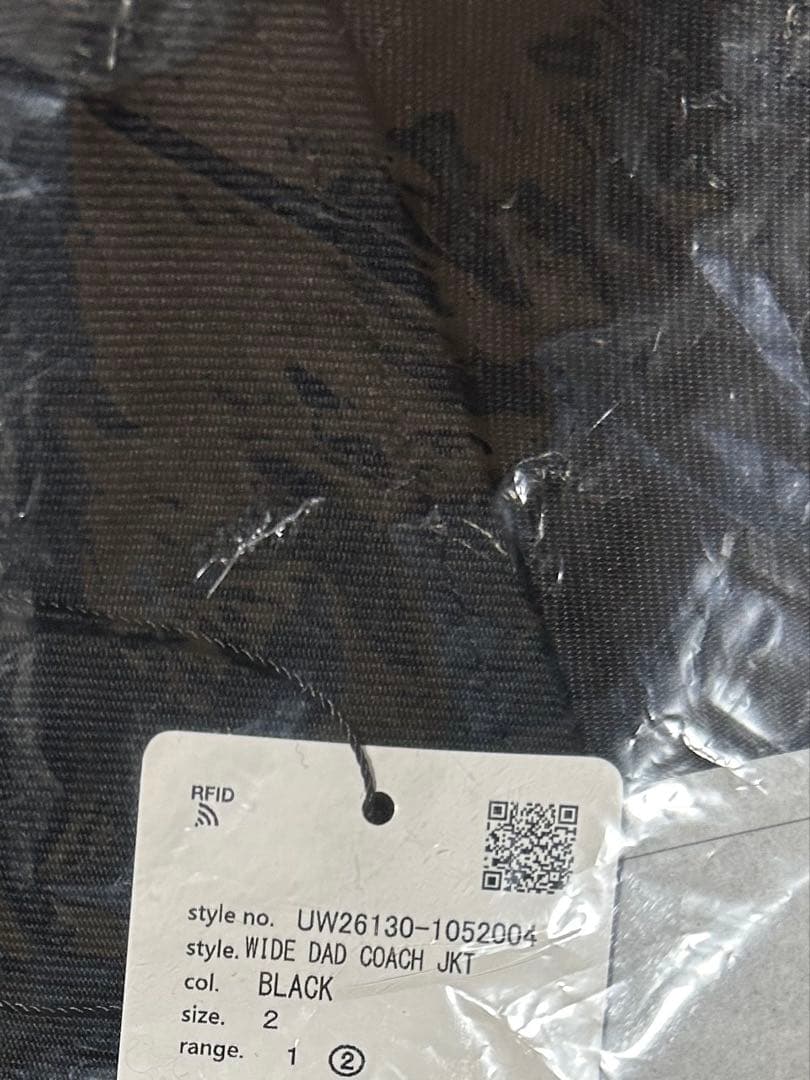 RFID
style no. UW26130-1052004
style. WIDE DAD COACH JKT
col. BLACK
size. 2
range. 1 ②